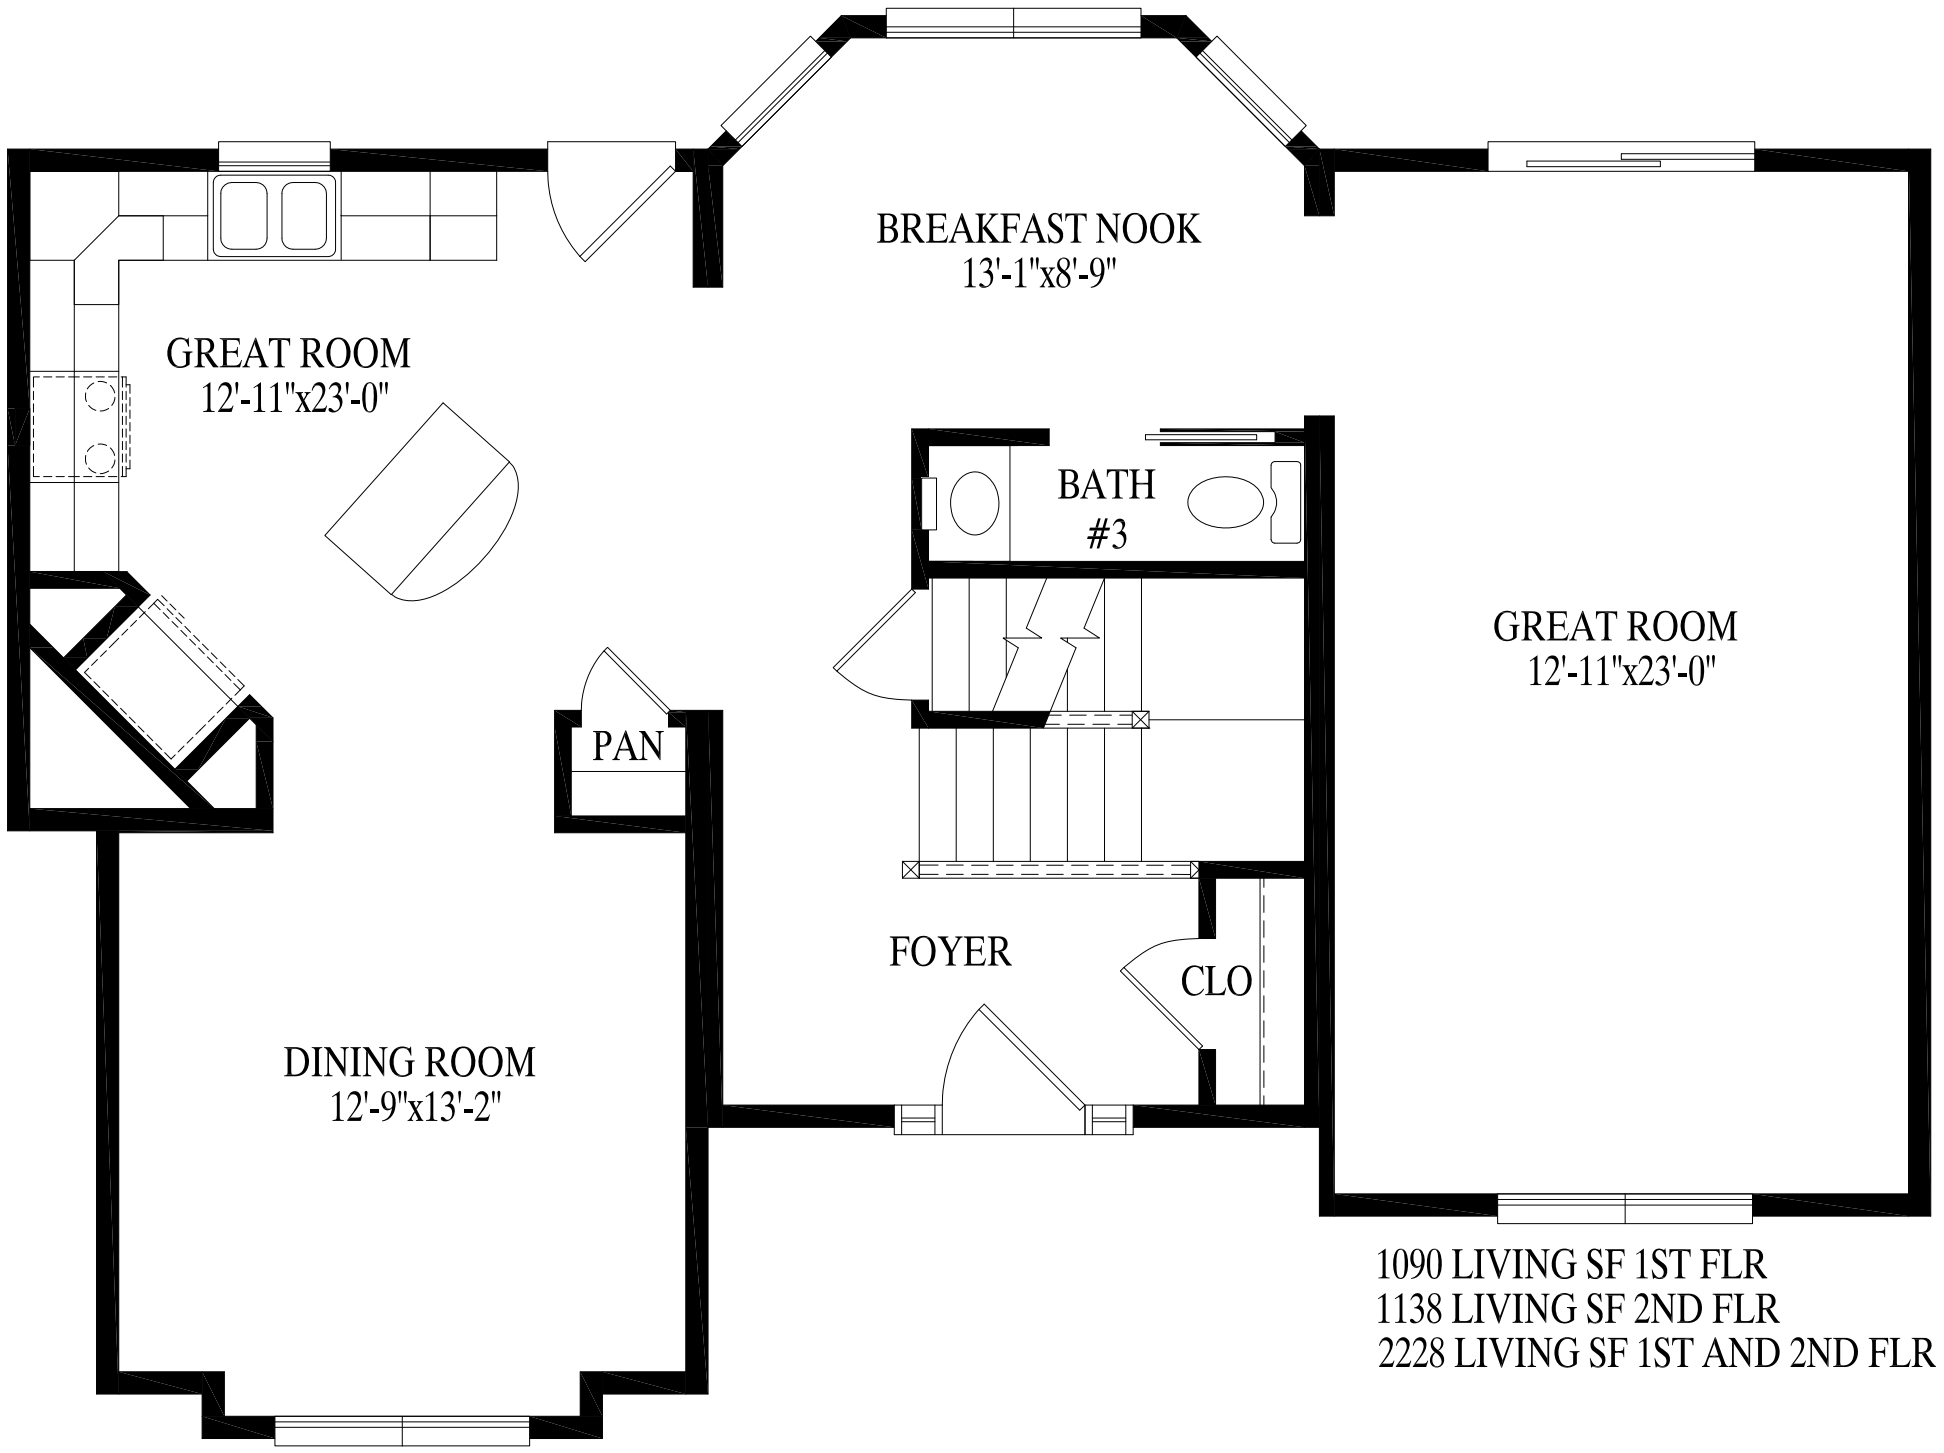 BREAKFAST NOOK
13'-1"x8'-9"
GREAT ROOM
12'-11"x23'-0"
BATH
#3
GREAT ROOM
12'-11"x23'-0"
PAN
FOYER
CLO
DINING ROOM
12'-9"x13'-2"
1090 LIVING SF 1ST FLR
1138 LIVING SF 2ND FLR
2228 LIVING SF 1ST AND 2ND FLR